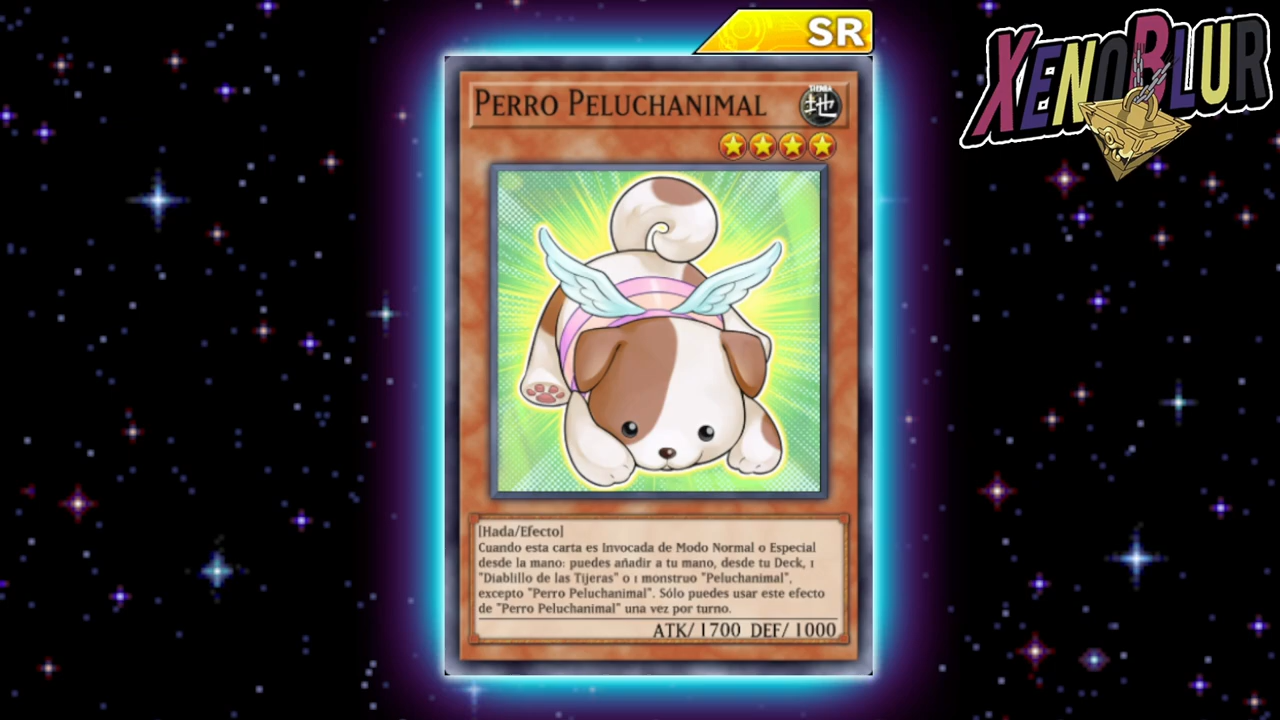 SR
XENOBLUR
PERRO PELUCHANIMAL
TIERRA
地
[Hada/Efecto]
Cuando esta carta es Invocada de Modo Normal o Especial
desde la mano: puedes añadir a tu mano, desde tu Deck, 1
"Diablillo de las Tijeras" o 1 monstruo "Peluchanimal",
excepto "Perro Peluchanimal". Sólo puedes usar este efecto
de "Perro Peluchanimal" una vez por turno.
ATK/ 1700 DEF/ 1000